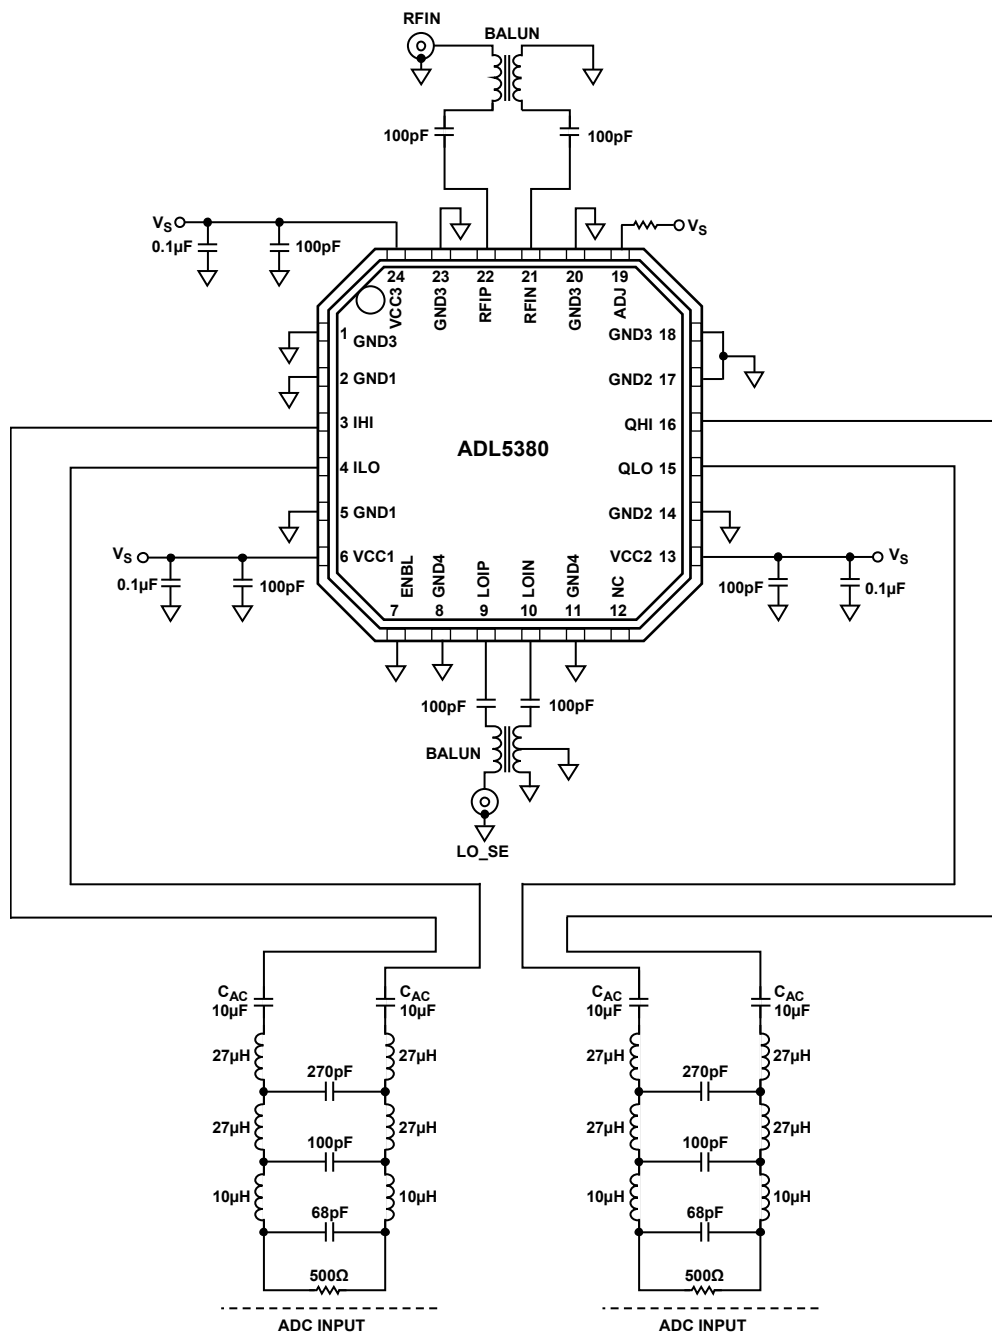 RFIN
BALUN
100pF
100pF
VS
0.1µF
100pF
VS
24 23 22 21 20 19
VCC3
GND3
RFIP
RFIN
GND3
ADJ
1 GND3
2 GND1
3 IHI
4 ILO
5 GND1
6 VCC1
GND3 18
GND2 17
QHI 16
QLO 15
GND2 14
VCC2 13
ADL5380
VS
0.1µF
100pF
100pF
0.1µF
VS
ENBL
GND4
LOIP
LOIN
GND4
NC
7 8 9 10 11 12
100pF
100pF
BALUN
LO_SE
CAC
10µF
CAC
10µF
CAC
10µF
CAC
10µF
27µH
27µH
27µH
27µH
270pF
270pF
27µH
27µH
27µH
27µH
100pF
100pF
10µH
10µH
10µH
10µH
68pF
68pF
500Ω
500Ω
ADC INPUT
ADC INPUT